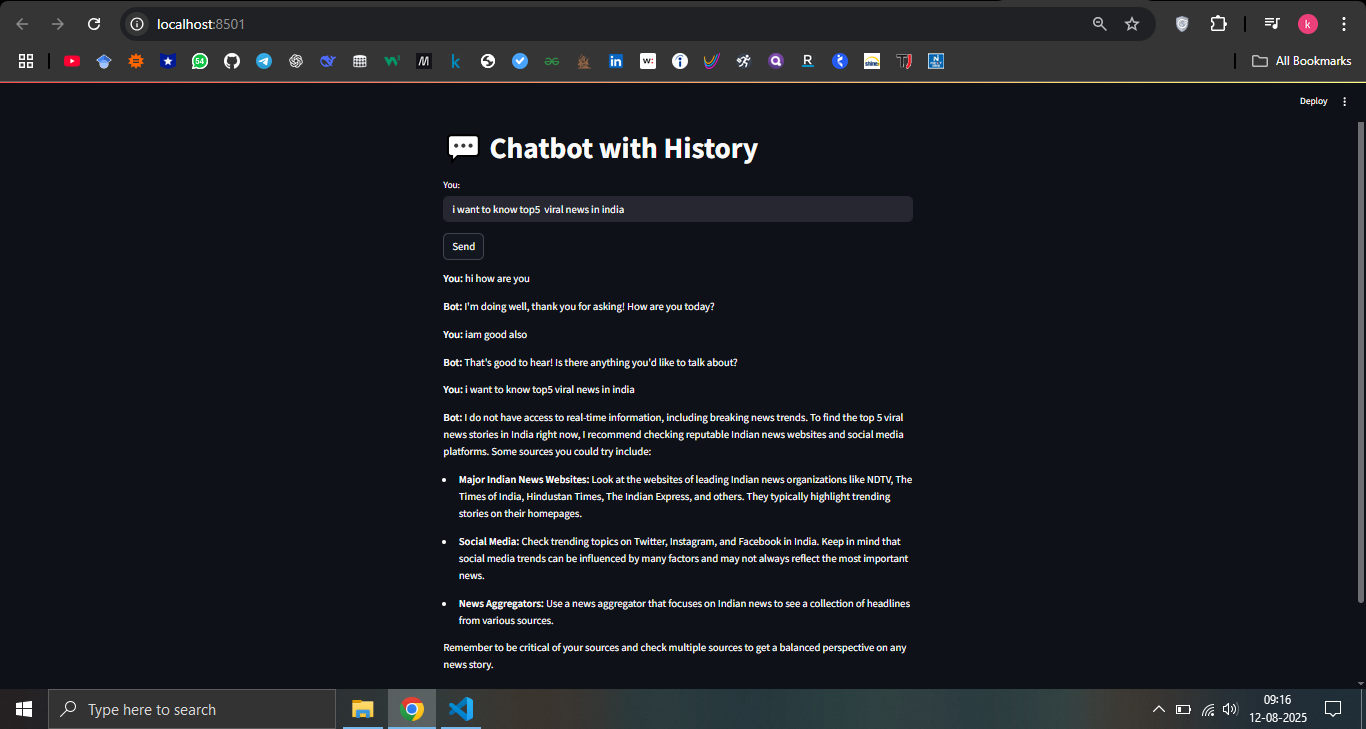 localhost:8501
k
54
M
k
w:
R
shine
TJ
N
All Bookmarks
Deploy
Chatbot with History
You:
i want to know top5  viral news in india
Send
You: hi how are you
Bot: I'm doing well, thank you for asking! How are you today?
You: iam good also
Bot: That's good to hear! Is there anything you'd like to talk about?
You: i want to know top5 viral news in india
Bot: I do not have access to real-time information, including breaking news trends. To find the top 5 viral
news stories in India right now, I recommend checking reputable Indian news websites and social media
platforms. Some sources you could try include:
• Major Indian News Websites: Look at the websites of leading Indian news organizations like NDTV, The
Times of India, Hindustan Times, The Indian Express, and others. They typically highlight trending
stories on their homepages.
• Social Media: Check trending topics on Twitter, Instagram, and Facebook in India. Keep in mind that
social media trends can be influenced by many factors and may not always reflect the most important
news.
• News Aggregators: Use a news aggregator that focuses on Indian news to see a collection of headlines
from various sources.
Remember to be critical of your sources and check multiple sources to get a balanced perspective on any
news story.
Type here to search
09:16
12-08-2025